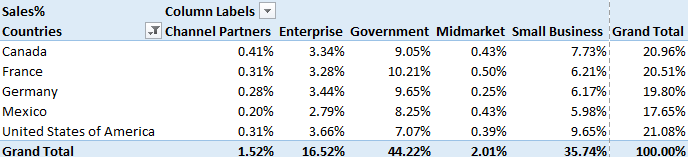 Sales% Column Labels
Countries Channel Partners Enterprise Government Midmarket Small Business Grand Total
Canada 0.41% 3.34% 9.05% 0.43% 7.73% 20.96%
France 0.31% 3.28% 10.21% 0.50% 6.21% 20.51%
Germany 0.28% 3.44% 9.65% 0.25% 6.17% 19.80%
Mexico 0.20% 2.79% 8.25% 0.43% 5.98% 17.65%
United States of America 0.31% 3.66% 7.07% 0.39% 9.65% 21.08%
Grand Total 1.52% 16.52% 44.22% 2.01% 35.74% 100.00%